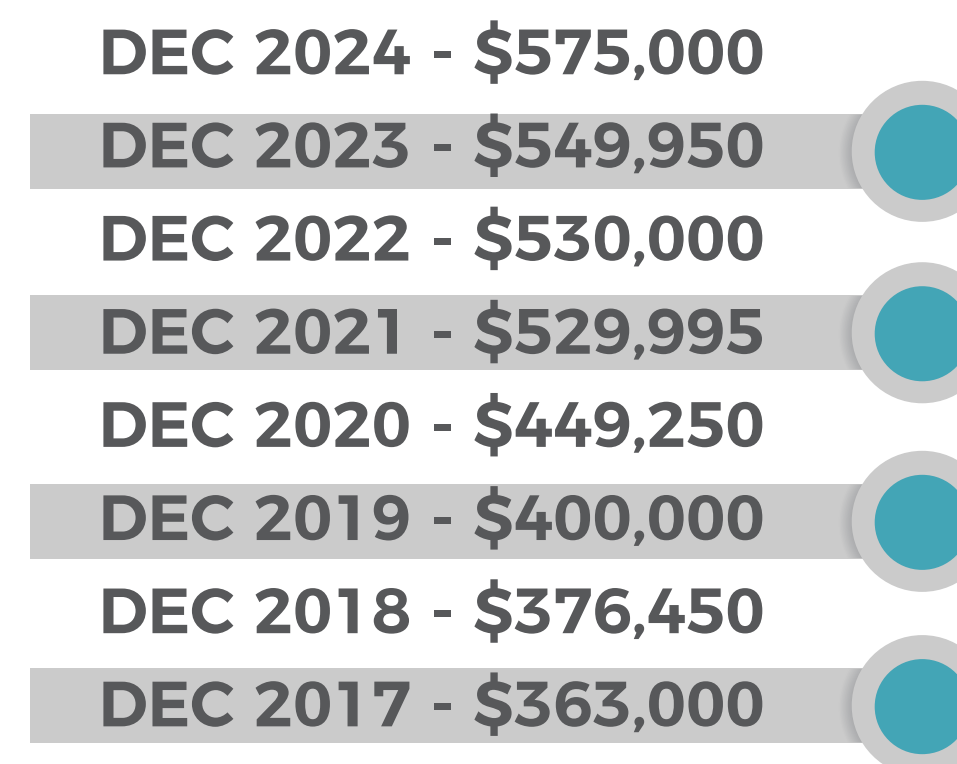 DEC 2024 - $575,000
DEC 2023 - $549,950
DEC 2022 - $530,000
DEC 2021 - $529,995
DEC 2020 - $449,250
DEC 2019 - $400,000
DEC 2018 - $376,450
DEC 2017 - $363,000